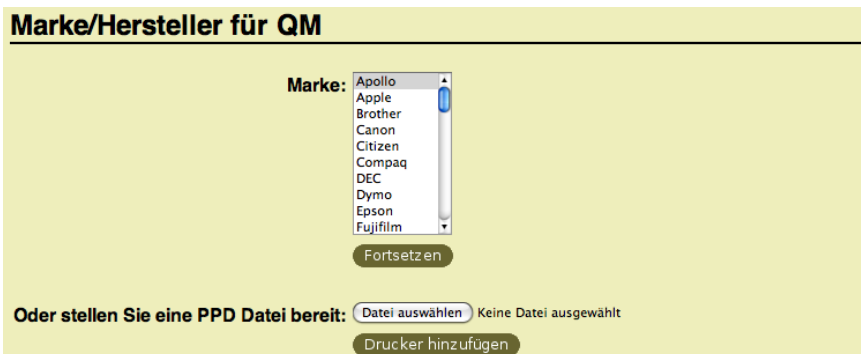 Marke/Hersteller für QM
Marke:
Apollo
Apple
Brother
Canon
Citizen
Compaq
DEC
Dymo
Epson
Fujifilm
Fortsetzen
Oder stellen Sie eine PPD Datei bereit: Datei auswählen Keine Datei ausgewählt
Drucker hinzufügen